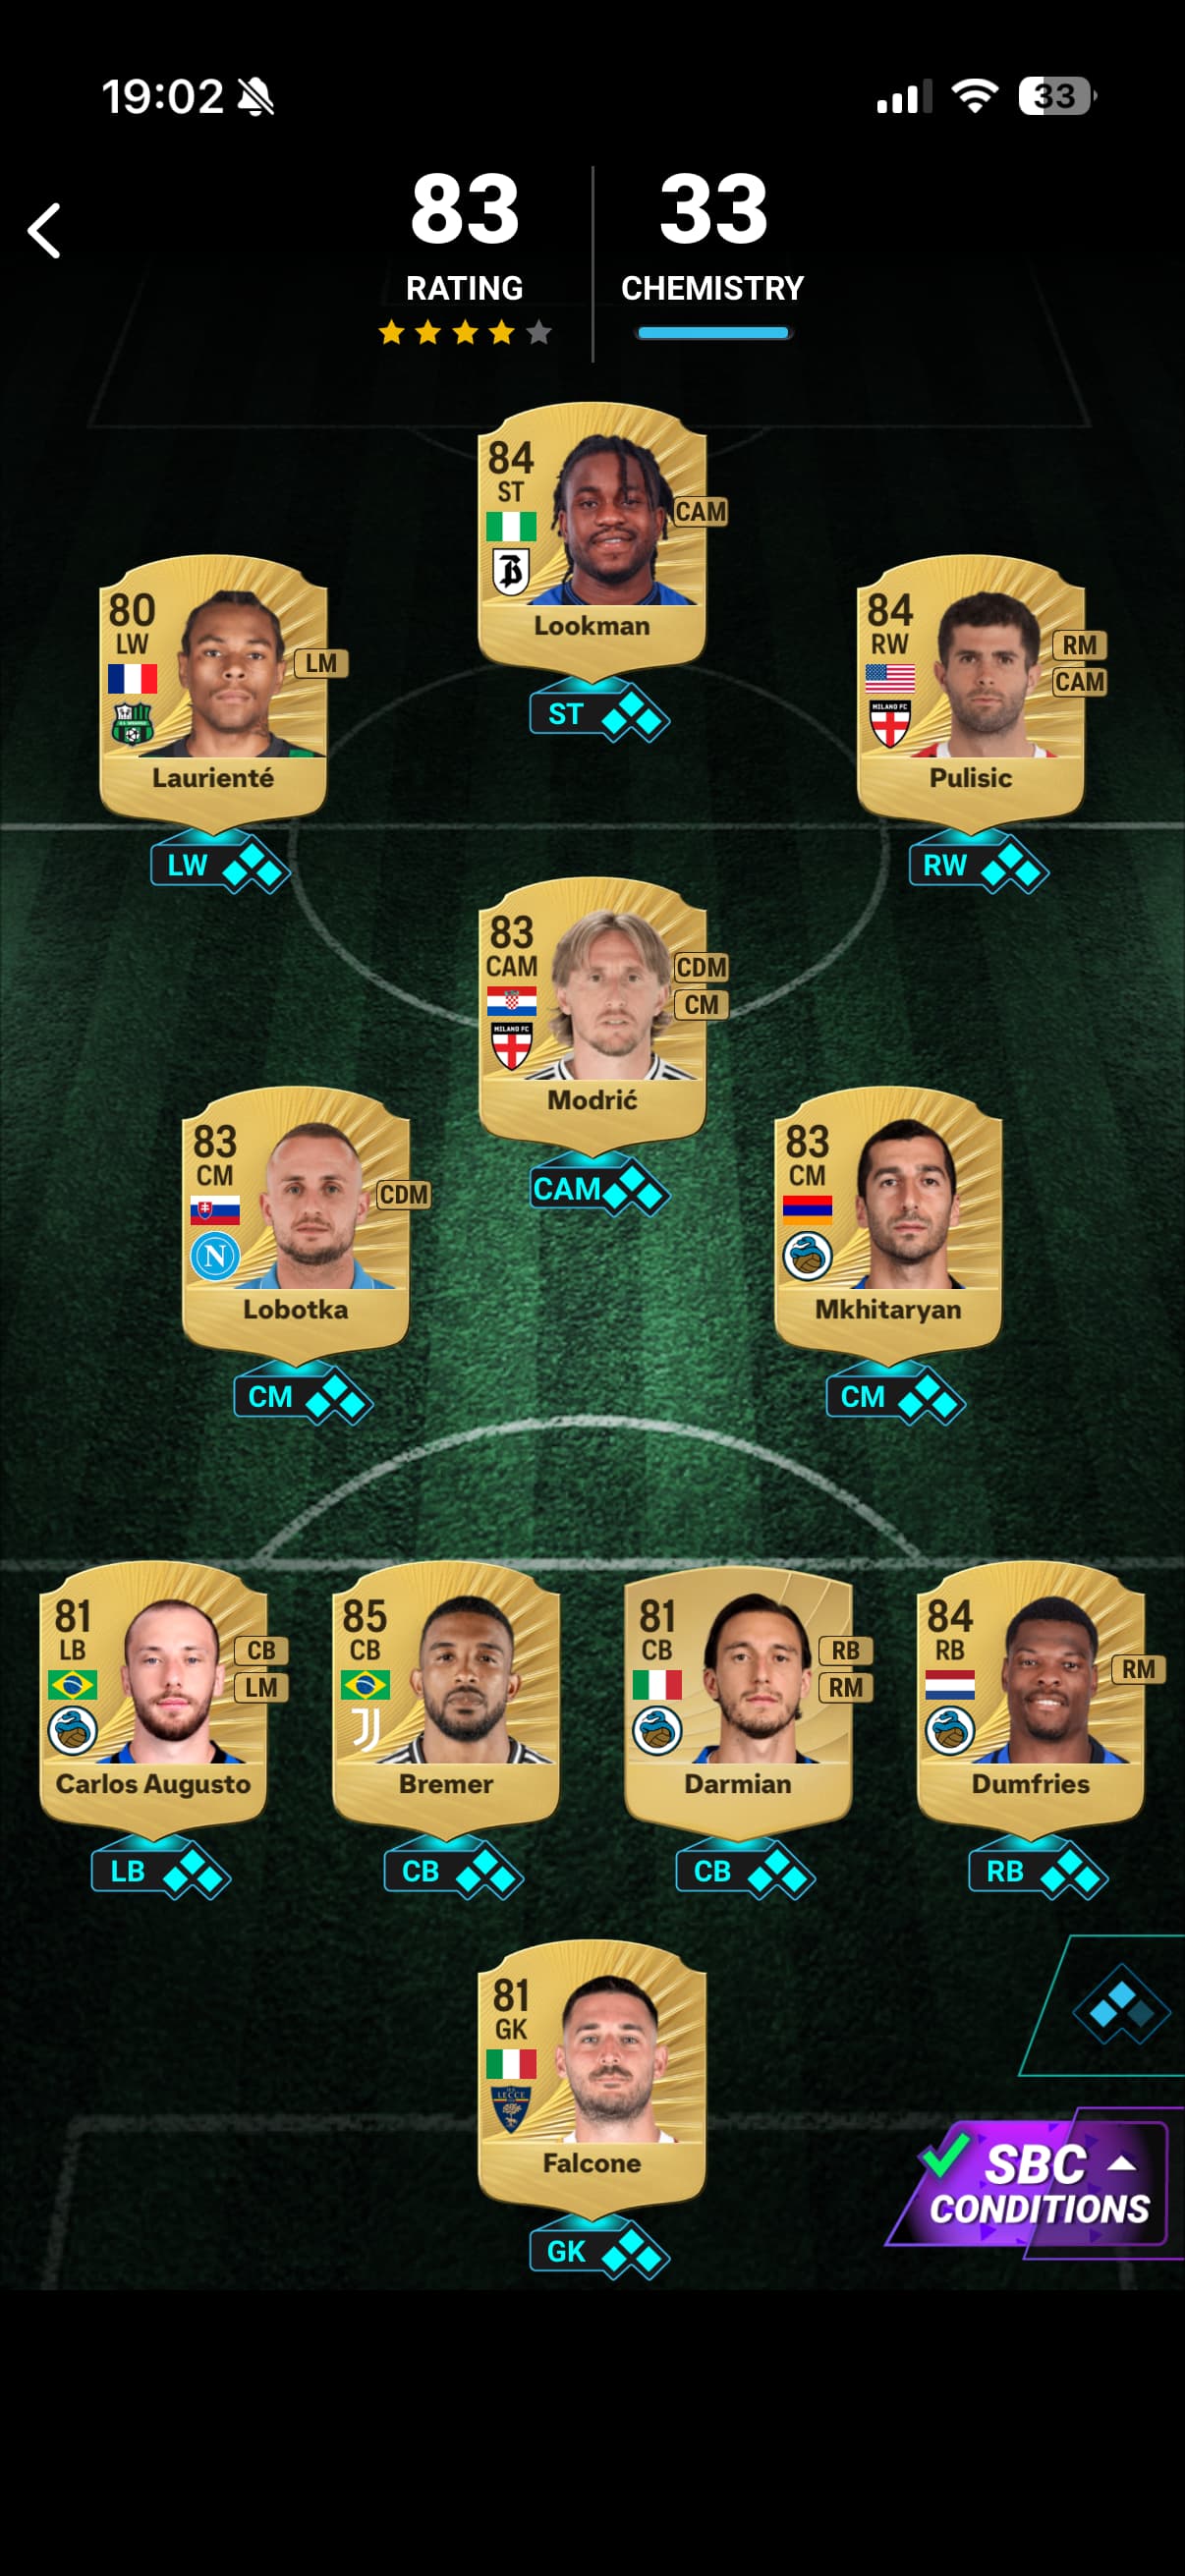 19:02
33
83
33
RATING
CHEMISTRY
84
ST
CAM
Lookman
ST
80
LW
LM
Laurienté
LW
84
RW
RM
CAM
MILANO FC
Pulisic
RW
83
CAM
CDM
CM
MILANO FC
Modrić
CAM
83
CM
CDM
N
Lobotka
CM
83
CM
Mkhitaryan
CM
81
LB
CB
LM
Carlos Augusto
LB
85
CB
Bremer
CB
81
CB
RB
RM
Darmian
CB
84
RB
RM
Dumfries
RB
81
GK
LECCE
Falcone
GK
SBC
CONDITIONS